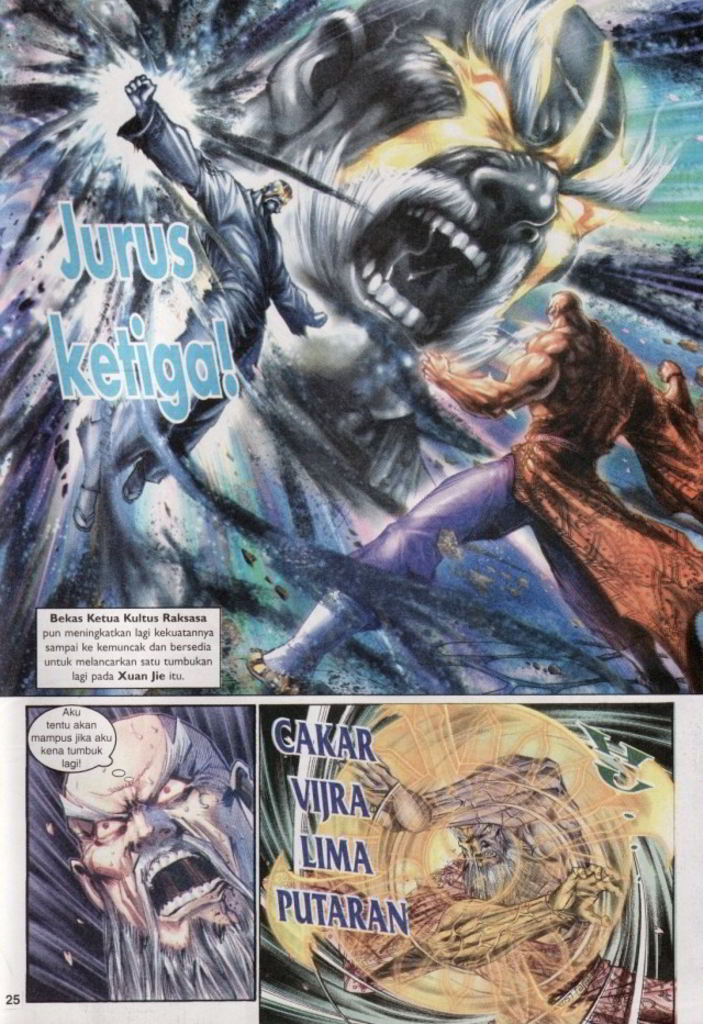 Jurus
ketiga!
Bekas Ketua Kultus Raksasa
pun meningkatkan lagi kekuatannya
sampai ke kemuncak dan bersedia
untuk melancarkan satu tumbukan
lagi pada Xuan Jie itu.
Aku
tentu akan
mampus jika aku
kena tumbuk
lagi!
CAKAR
VIJRA
LIMA
PUTARAN
25